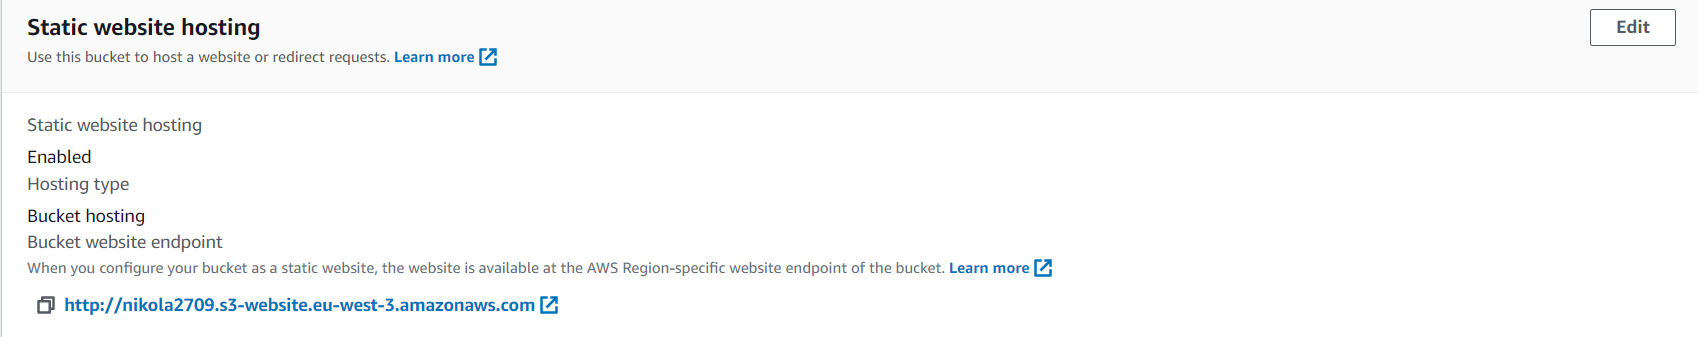 Static website hosting
Edit
Use this bucket to host a website or redirect requests. Learn more
Static website hosting
Enabled
Hosting type
Bucket hosting
Bucket website endpoint
When you configure your bucket as a static website, the website is available at the AWS Region-specific website endpoint of the bucket. Learn more
http://nikola2709.s3-website.eu-west-3.amazonaws.com